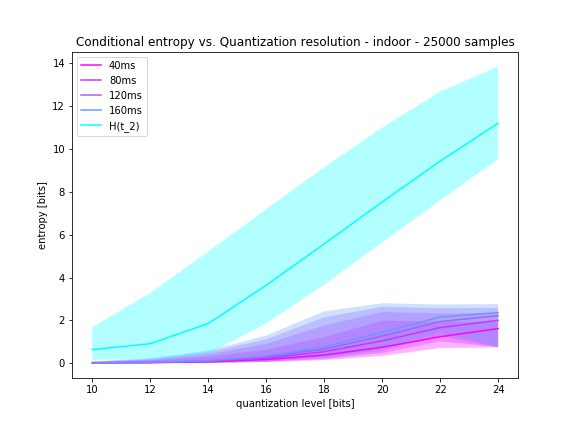 Conditional entropy vs. Quantization resolution - indoor - 25000 samples
14
12
10
8
6
4
2
0
entropy [bits]
40ms
80ms
120ms
160ms
H(t_2)
10 12 14 16 18 20 22 24
quantization level [bits]